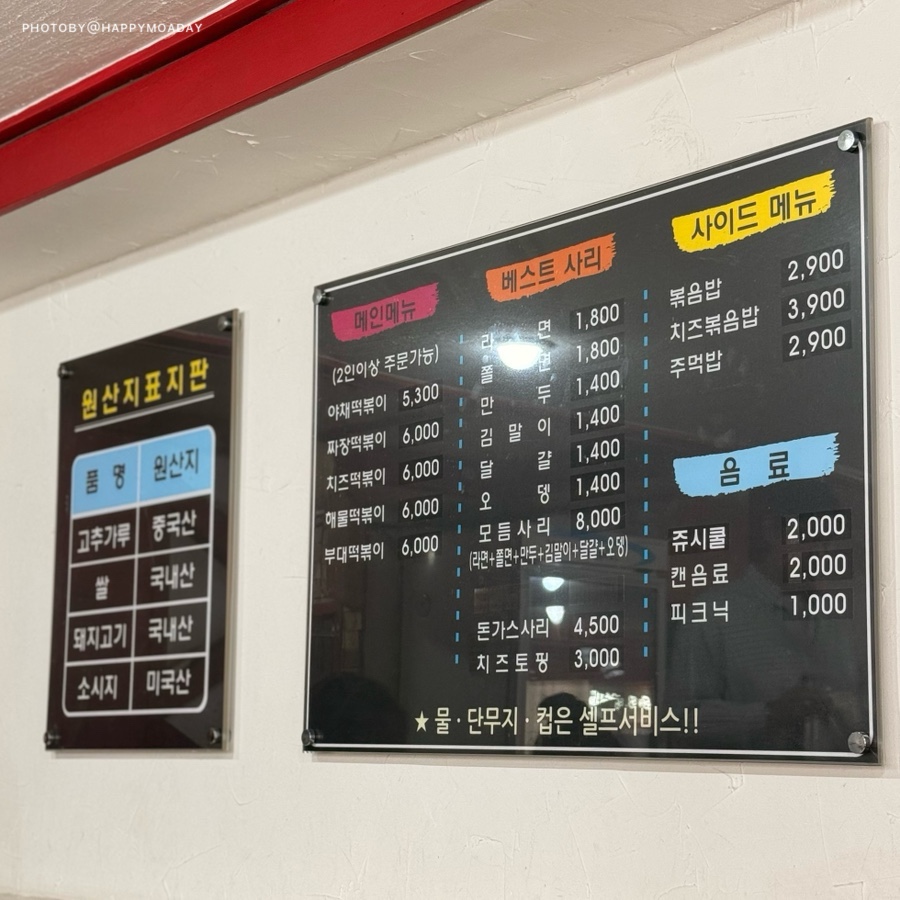 PHOTOBY@HAPPYMOADAY
원산지표지판
품 명 원산지
고추가루 중국산
쌀 국내산
돼지고기 국내산
소시지 미국산
메인메뉴
(2인이상 주문가능)
야채떡볶이 5,300
짜장떡볶이 6,000
치즈떡볶이 6,000
해물떡볶이 6,000
부대떡볶이 6,000
베스트 사리
라 면 1,800
쫄 면 1,800
만 두 1,400
김 말 이 1,400
달 걀 1,400
오 뎅 1,400
모듬사리 8,000
(라면+쫄면+만두+김말이+달걀+오뎅)
돈가스사리 4,500
치즈토핑 3,000
사이드 메뉴
볶음밥 2,900
치즈볶음밥 3,900
주먹밥 2,900
음 료
쥬시쿨 2,000
캔음료 2,000
피크닉 1,000
★ 물·단무지·컵은 셀프서비스!!